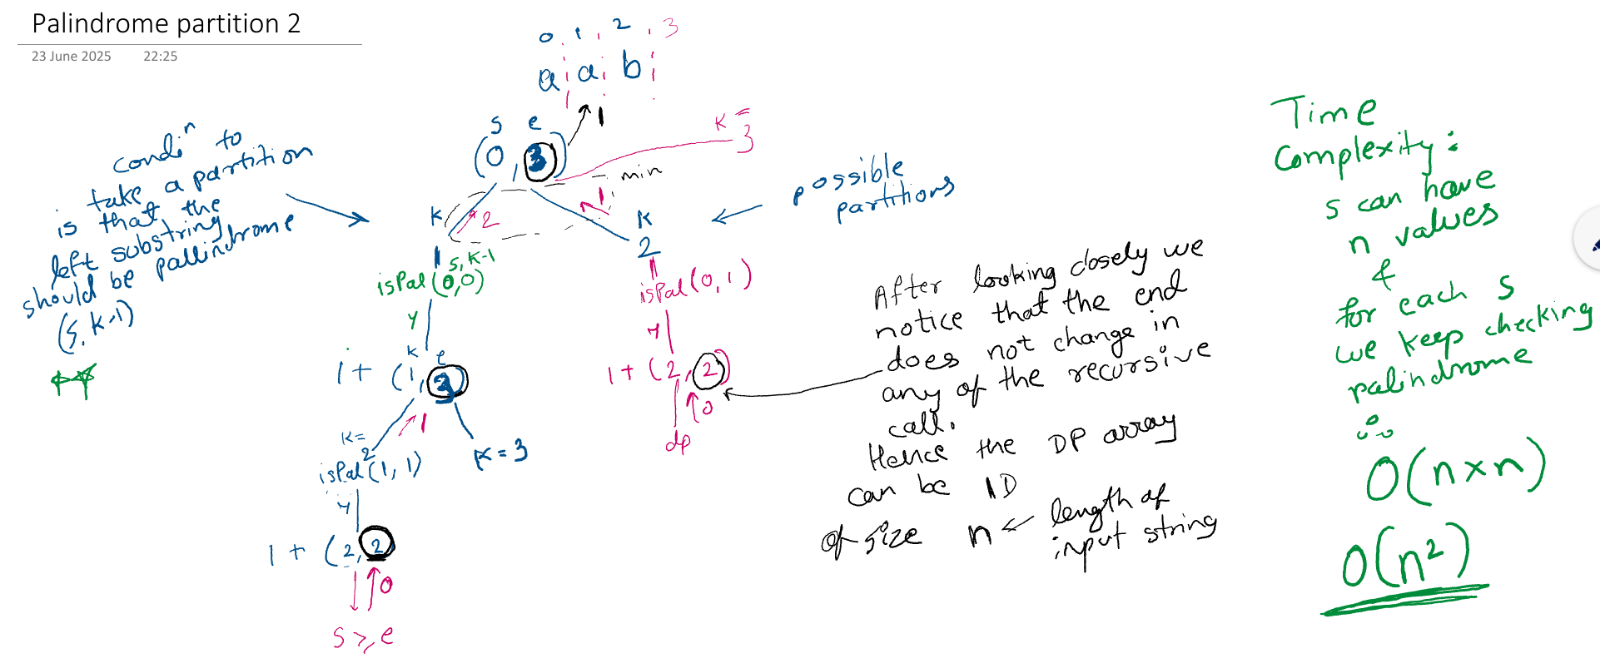 Palindrome partition 2
23 June 2025 22:25
0, 1, 2, 3
a a b
1
s e
(0, 3)
K =
3
min
condiⁿ to
take a partition
is that the
left substring
should be pallindrome
(s, k-1)
possible
partitions
K
1
2
K
2
1
s, k-1
isPal(0,0)
isPal(0, 1)
y
y
k e
1+ (1, 3)
1
1+ (2, 2)
0
dp
K=
2
K=3
isPal(1, 1)
y
1 + (2, 2)
0
s >, e
After looking closely we
notice that the end
does not change in
any of the recursive
call.
Hence the DP array
can be 1D
of size n ← length of
input string
Time
Complexity:
s can have
n values
&
for each s
we keep checking
palindrome
∴
O(n×n)
O(n²)